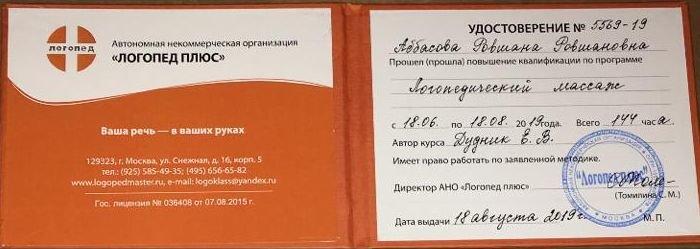 ЛОГОПЕД
ПЛЮС
Автономная некоммерческая организация
«ЛОГОПЕД ПЛЮС»
Ваша речь — в ваших руках
129323, г. Москва, ул. Снежная, д. 16, корп. 5
тел.: (925) 585-49-35; (495) 656-65-82
www.logopedmaster.ru, e-mail: logoklass@yandex.ru
Гос. лицензия № 036408 от 07.08.2015 г.
УДОСТОВЕРЕНИЕ № 5569-19
Аббасова Ровшана Ровшановна
Прошел (прошла) повышение квалификации по программе
Логопедический массаж
с 18.06. по 18.08. 2019 года. Всего 144 часа
Автор курса Дудник Е. В.
Имеет право работать по заявленной методике.
Директор АНО «Логопед плюс»
(Томилина С. М.)
Дата выдачи 18 августа 2019 г. М. П.
"Логопед плюс"
МОСКВА